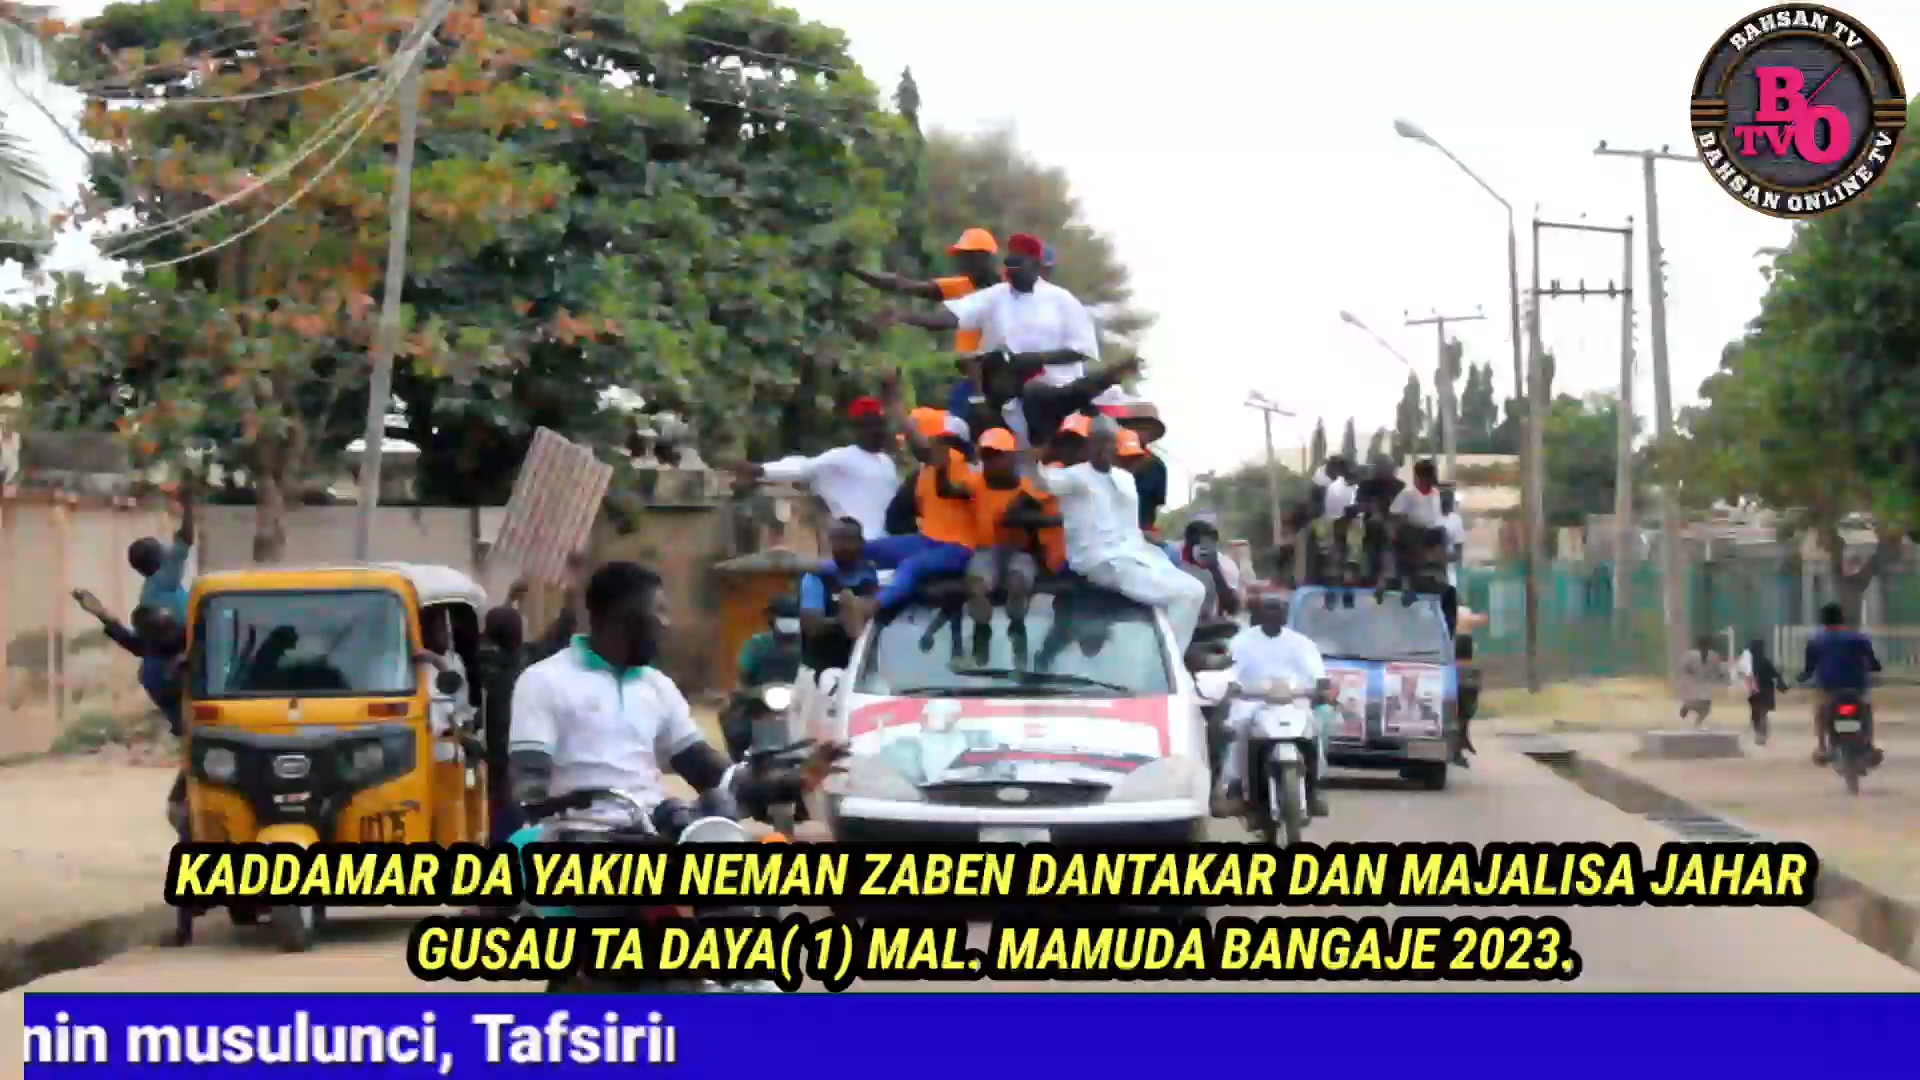 BAHSAN TV
B
TVO
BAHSAN ONLINE TV
KADDAMAR DA YAKIN NEMAN ZABEN DANTAKAR DAN MAJALISA JAHAR
GUSAU TA DAYA( 1) MAL. MAMUDA BANGAJE 2023.
nin musulunci, Tafsiri